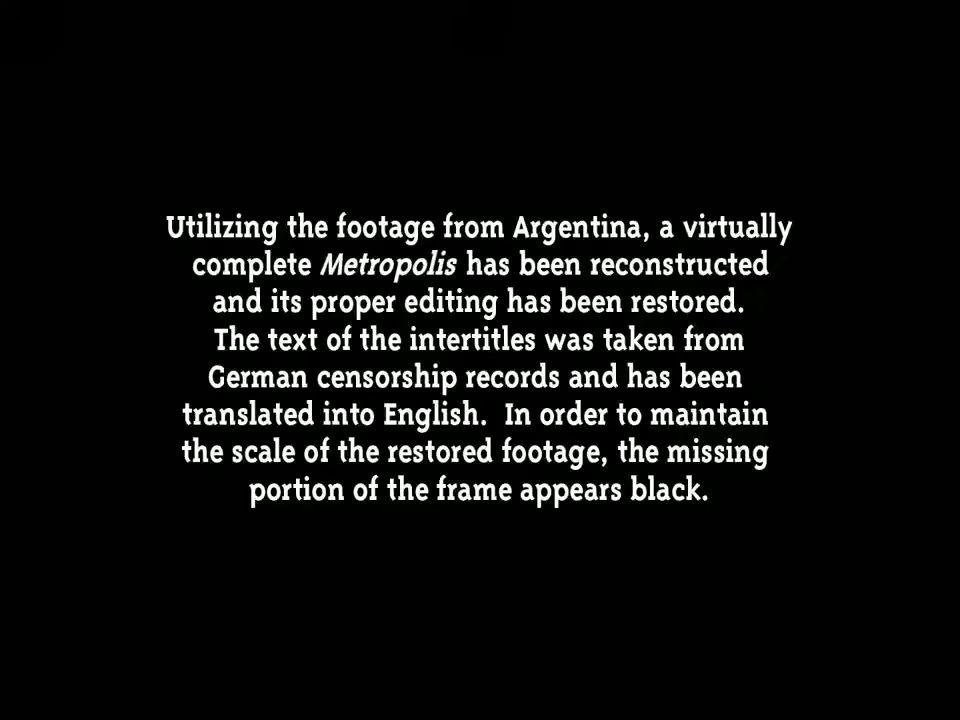 Utilizing the footage from Argentina, a virtually
complete Metropolis has been reconstructed
and its proper editing has been restored.
The text of the intertitles was taken from
German censorship records and has been
translated into English.  In order to maintain
the scale of the restored footage, the missing
portion of the frame appears black.